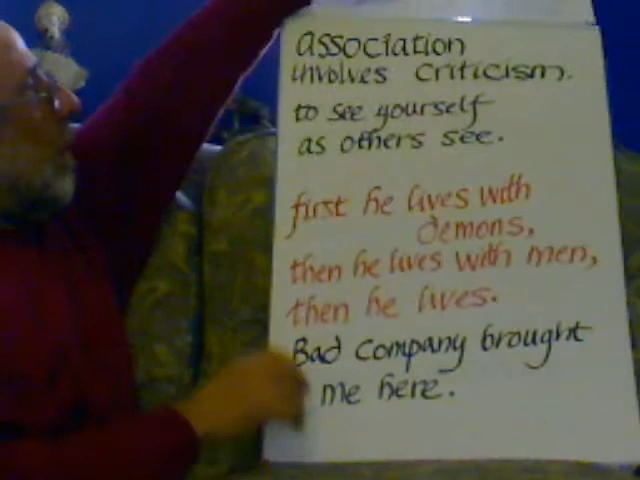 association
involves criticism.
to see yourself
as others see.
first he lives with
demons,
then he lives with men,
then he lives.
Bad company brought
me here.